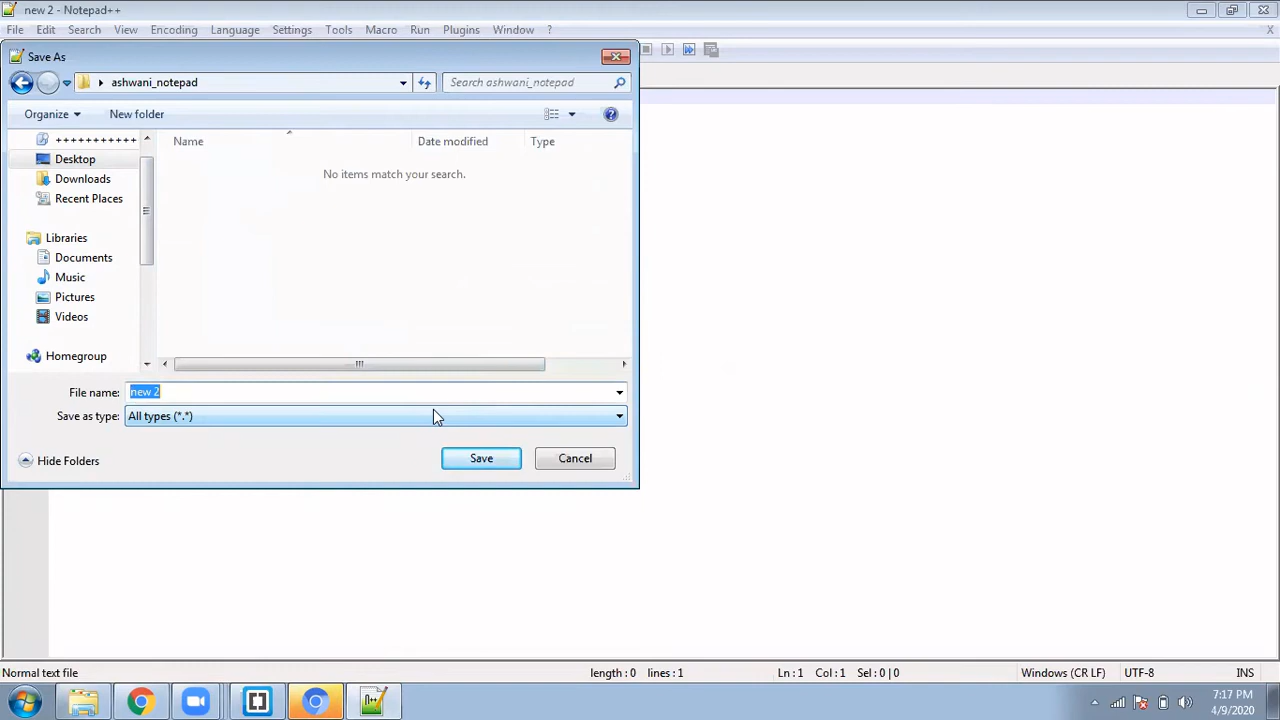 new 2 - Notepad++
File Edit Search View Encoding Language Settings Tools Macro Run Plugins Window ? X
Save As
ashwani_notepad Search ashwani_notepad
Organize New folder
+++++++++++ Name Date modified Type
Desktop
No items match your search.
Downloads
Recent Places
Libraries
Documents
Music
Pictures
Videos
Homegroup
File name: new 2
Save as type: All types (*.*)
Hide Folders Save Cancel
Normal text file length : 0 lines : 1 Ln : 1 Col : 1 Sel : 0 | 0 Windows (CR LF) UTF-8 INS
7:17 PM
4/9/2020